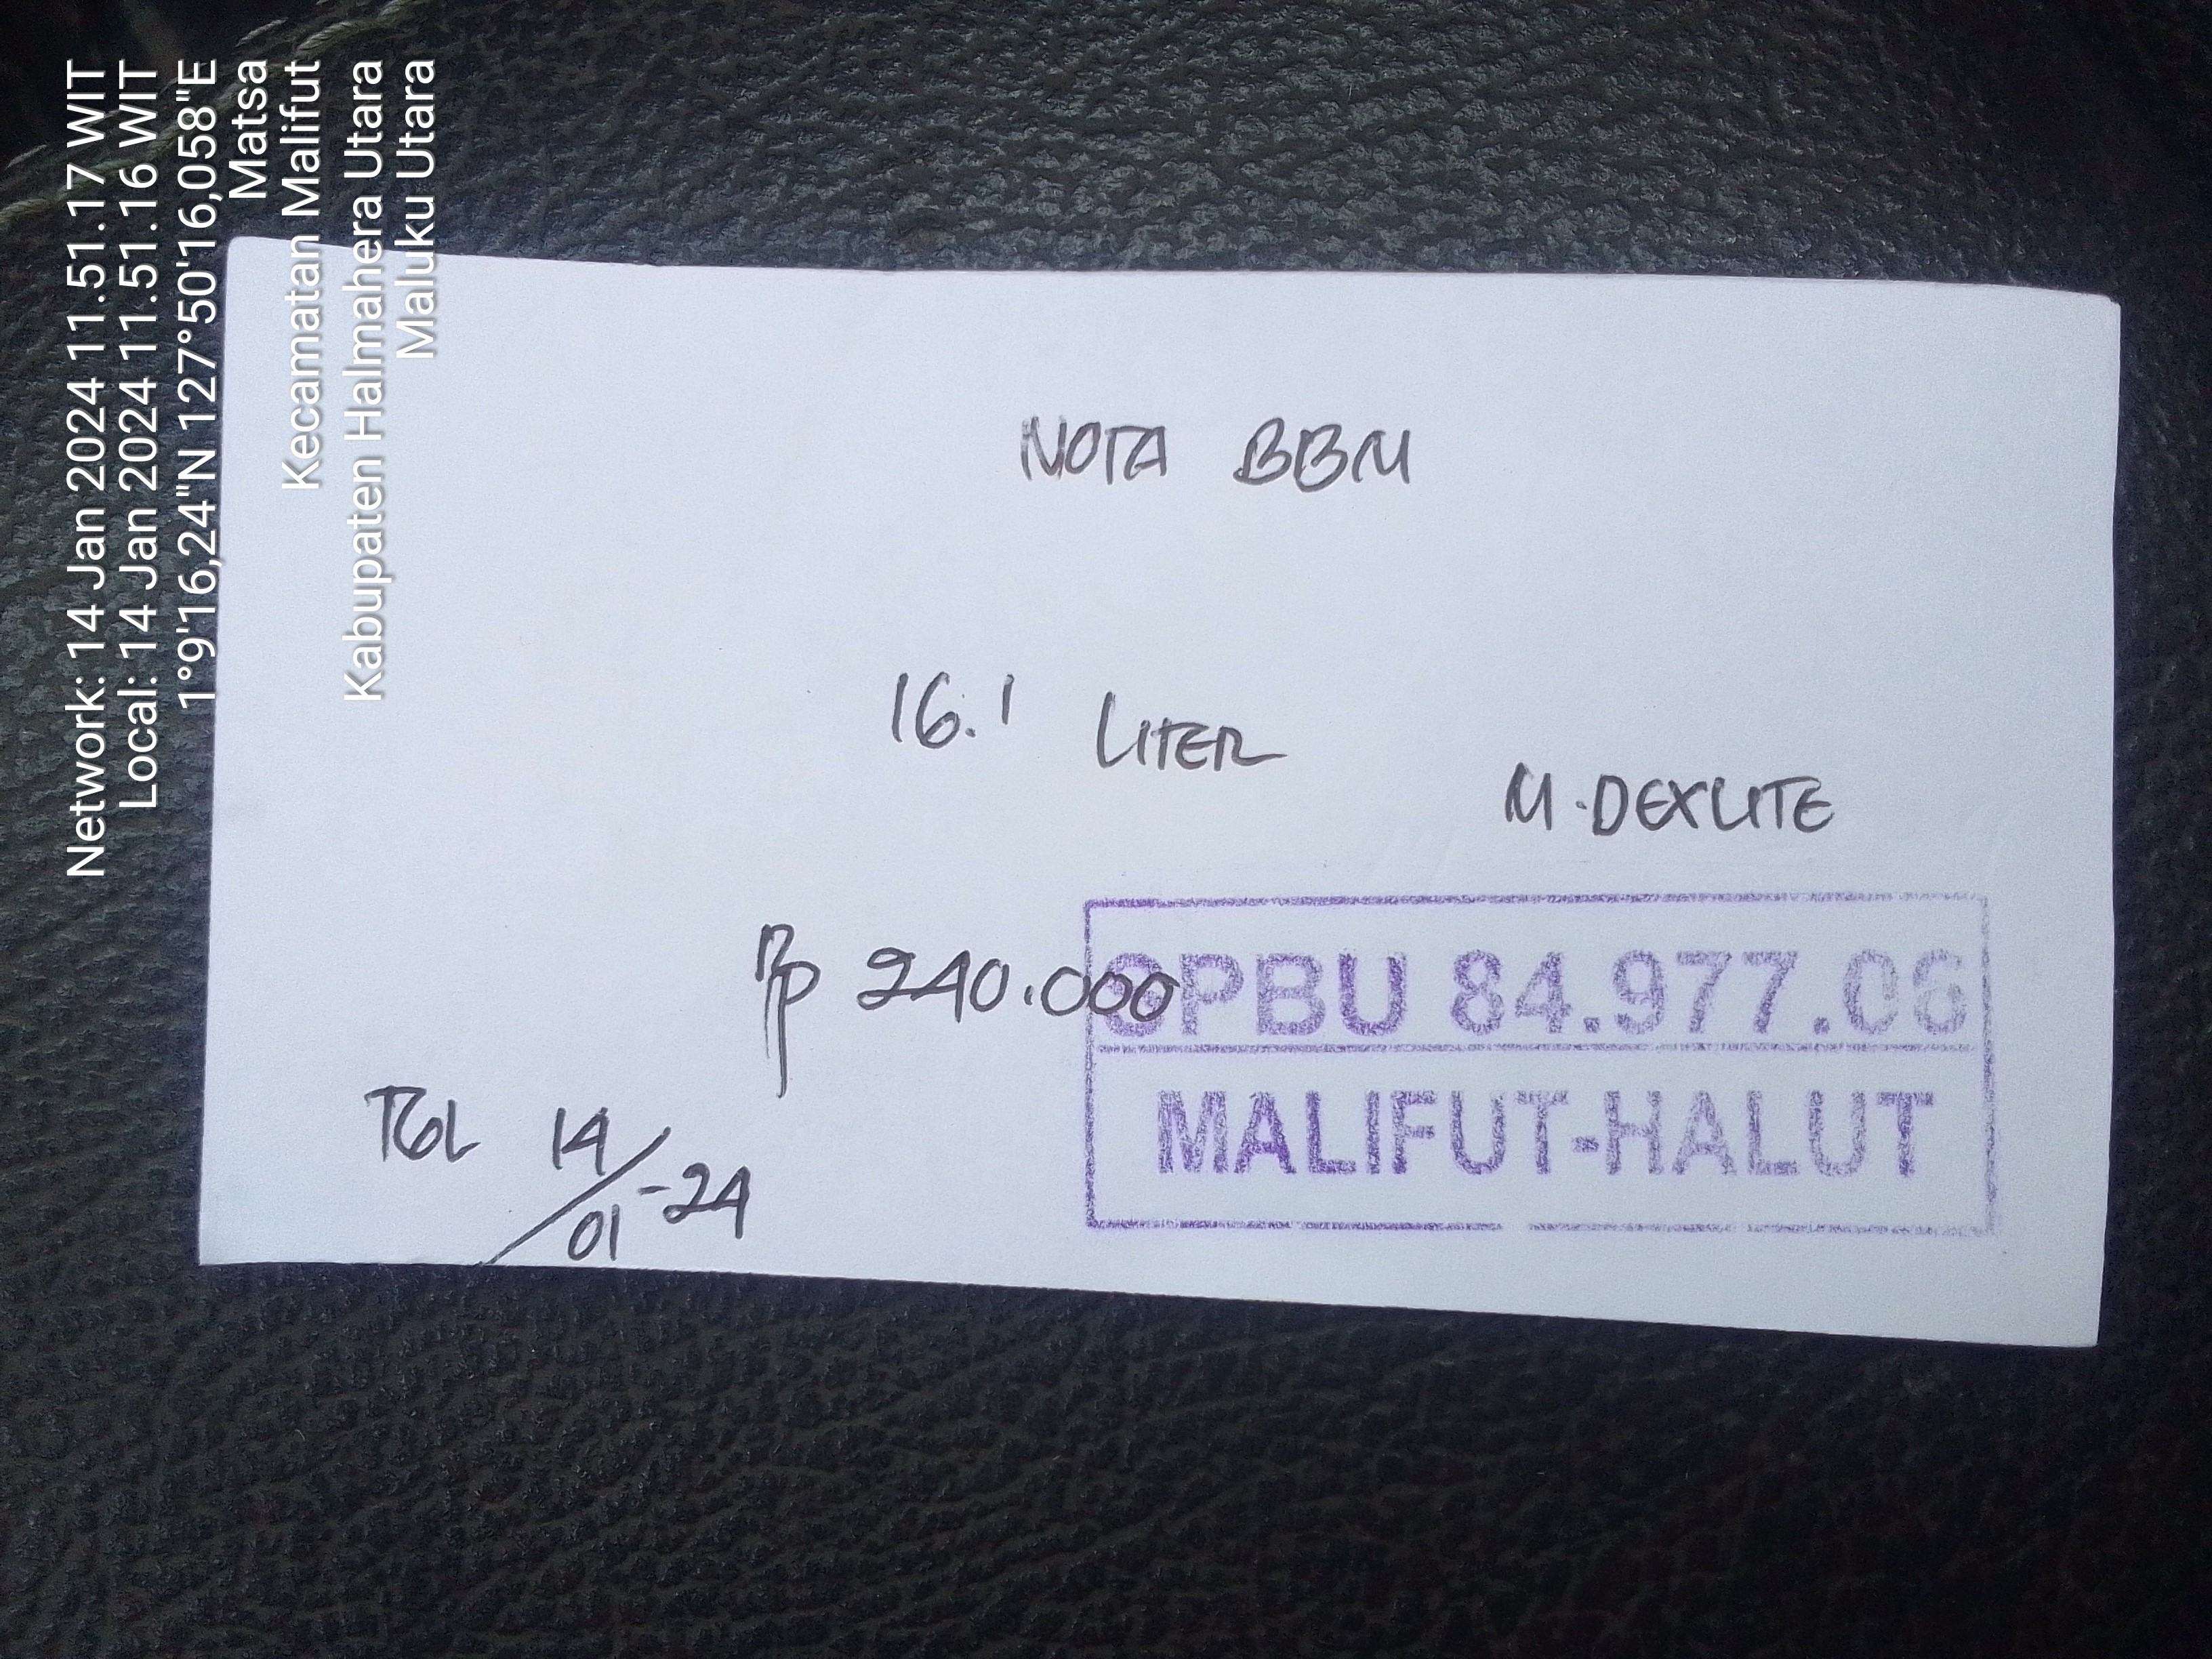 Network: 14 Jan 2024 11.51.17 WIT
Local: 14 Jan 2024 11.51.16 WIT
1°9'16,24"N 127°50'16,058"E
Matsa
Kecamatan Malifut
Kabupaten Halmahera Utara
Maluku Utara
NOTA BBM
16.1 LITER
M.DEXLITE
Rp 240.000
SPBU 84.977.06
MALIFUT-HALUT
TGL 14/01-24